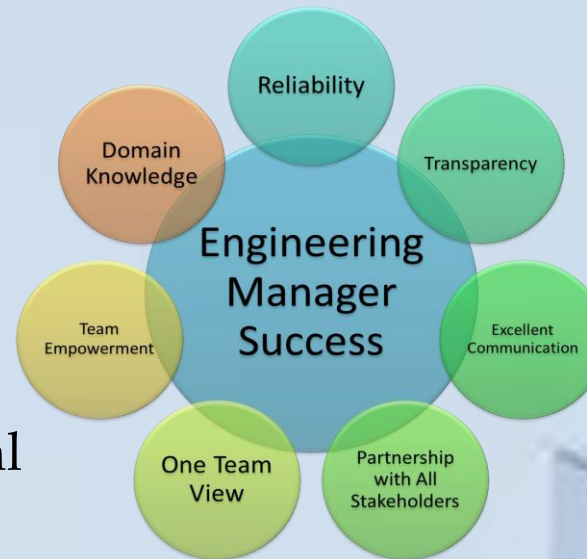 Reliability
Domain
Knowledge
Transparency
Engineering
Manager
Success
Team
Empowerment
Excellent
Communication
One Team
View
Partnership
with All
Stakeholders